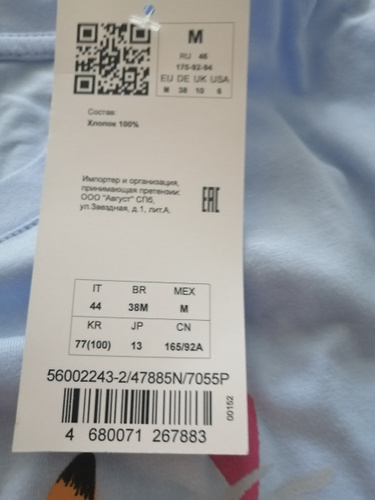 M
RU 46
175-92-94
EU DE UK USA
M 38 10 6
Состав:
Хлопок 100%
Импортер и организация,
принимающая претензии:
ООО "Август" СПб,
ул.Звездная, д.1, лит.А.
EAC
IT BR MEX
44 38M M
KR JP CN
77(100) 13 165/92A
56002243-2/47885N/7055P
00152
4 680071 267883